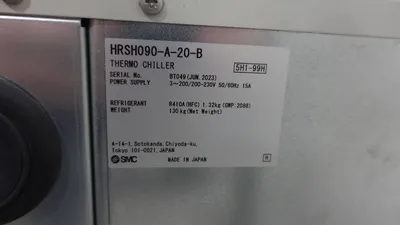 HRSH090-A-20-B
THERMO CHILLER 5HI-99H
SERIAL No. BT049 (JUN. 2023)
POWER SUPPLY 3~200/200-230V 50/60Hz 15A
REFRIGERANT R410A(HFC) 1.32kg (GWP:2088)
WEIGHT 130kg(Net Weight)
4-14-1, Sotokanda, Chiyoda-ku,
Tokyo 101-0021, JAPAN
SMC MADE IN JAPAN